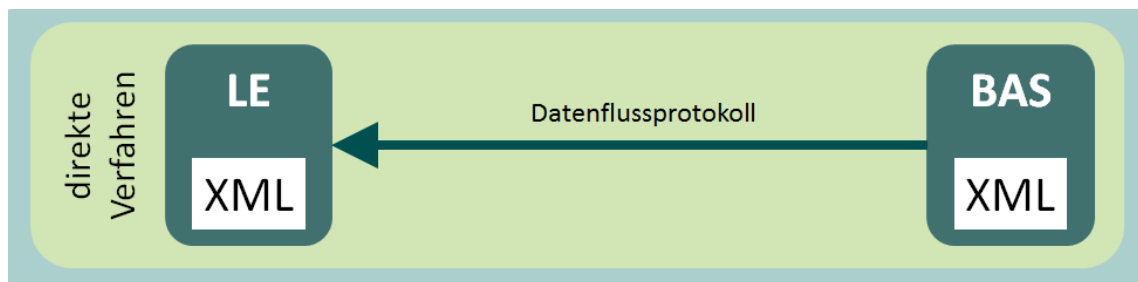 direkte
Verfahren
LE
XML
Datenflussprotokoll
BAS
XML